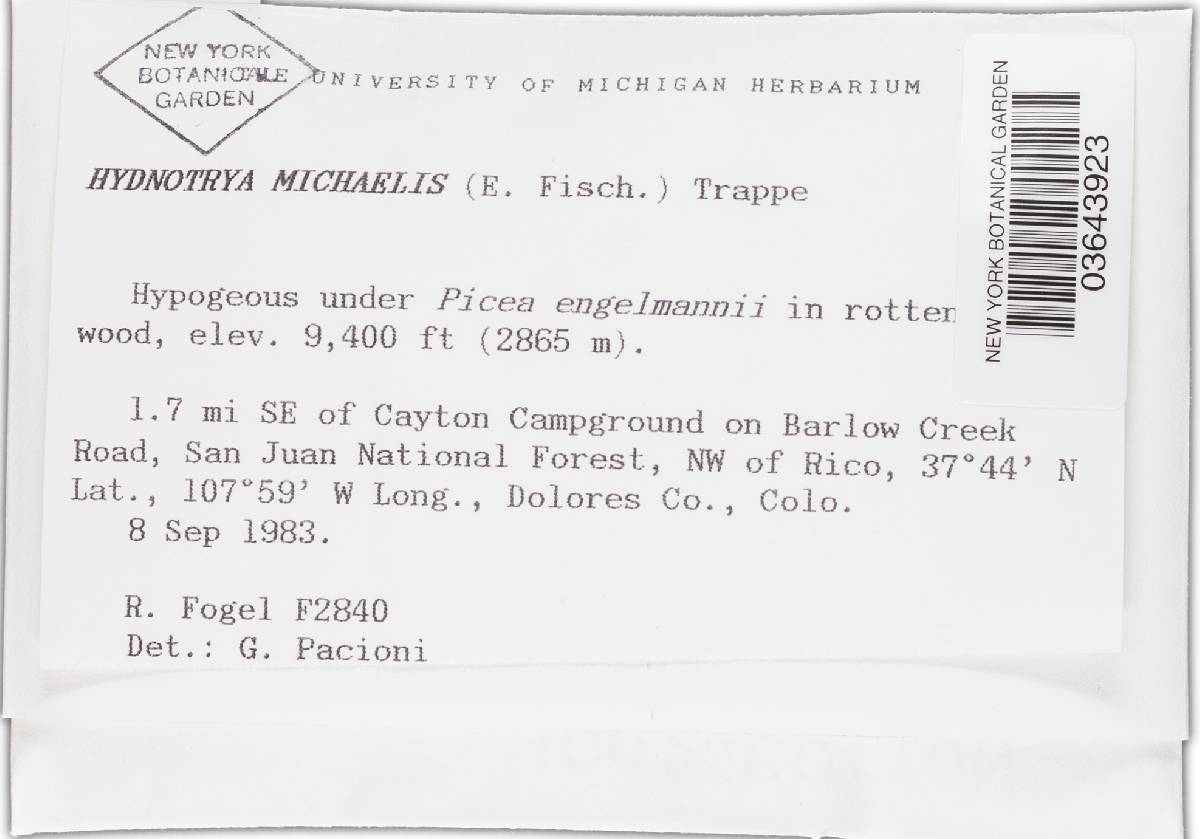 NEW YORK
BOTANICAL
GARDEN
UNIVERSITY OF MICHIGAN HERBARIUM
HYDNOTRYA MICHAELIS (E. Fisch.) Trappe
Hypogeous under Picea engelmannii in rotten
wood, elev. 9,400 ft (2865 m).
1.7 mi SE of Cayton Campground on Barlow Creek
Road, San Juan National Forest, NW of Rico, 37°44' N
Lat., 107°59' W Long., Dolores Co., Colo.
8 Sep 1983.
R. Fogel F2840
Det.: G. Pacioni
NEW YORK BOTANICAL GARDEN
03643923